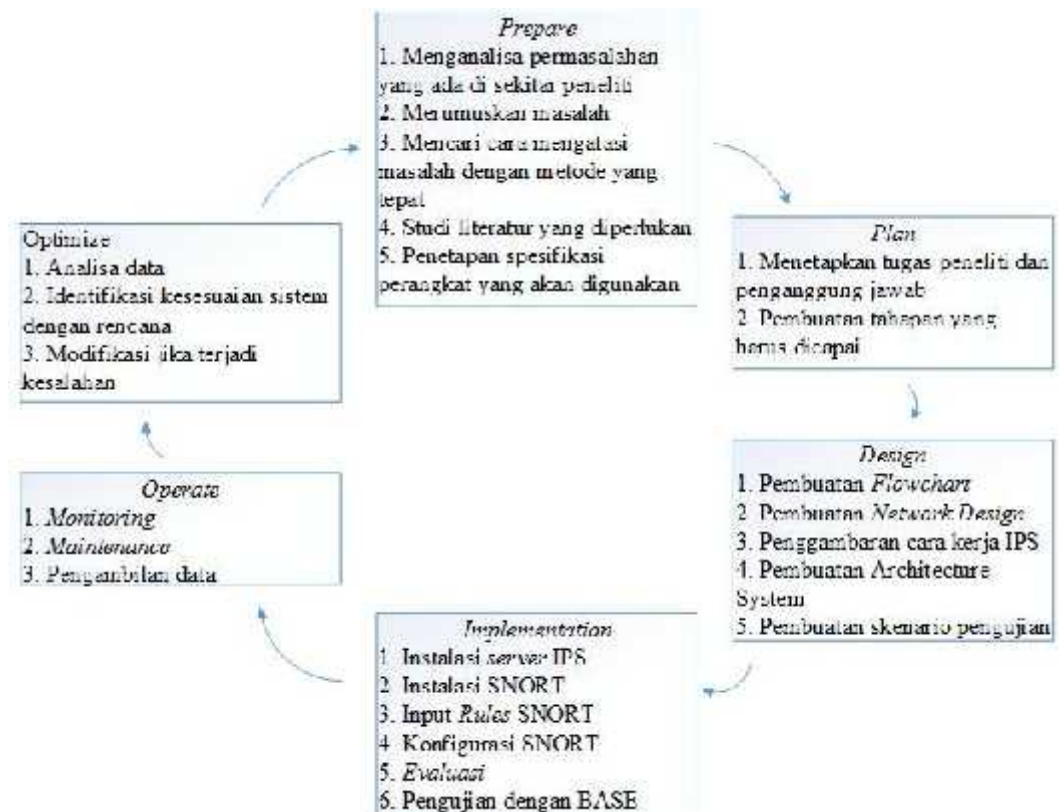 Prepare
1. Menganalisa permasalahan
yang ada di sekitar peneliti
2. Merumuskan masalah
3. Mencari cara mengatasi
masalah dengan metode yang
tepat
4. Studi literatur yang diperlukan
5. Penetapan spesifikasi
perangkat yang akan digunakan
Plan
1. Menetapkan tugas peneliti dan
penganggung jawab
2. Pembuatan tahapan yang
harus dicapai
Design
1. Pembuatan Flowchart
2. Pembuatan Network Design
3. Penggambaran cara kerja IPS
4. Pembuatan Architecture
System
5. Pembuatan skenario pengujian
Implementation
1. Instalasi server IPS
2. Instalasi SNORT
3. Input Rules SNORT
4. Konfigurasi SNORT
5. Evaluasi
6. Pengujian dengan BASE
Operate
1. Monitoring
2. Maintenance
3. Pengambilan data
Optimize
1. Analisa data
2. Identifikasi kesesuaian sistem
dengan rencana
3. Modifikasi jika terjadi
kesalahan